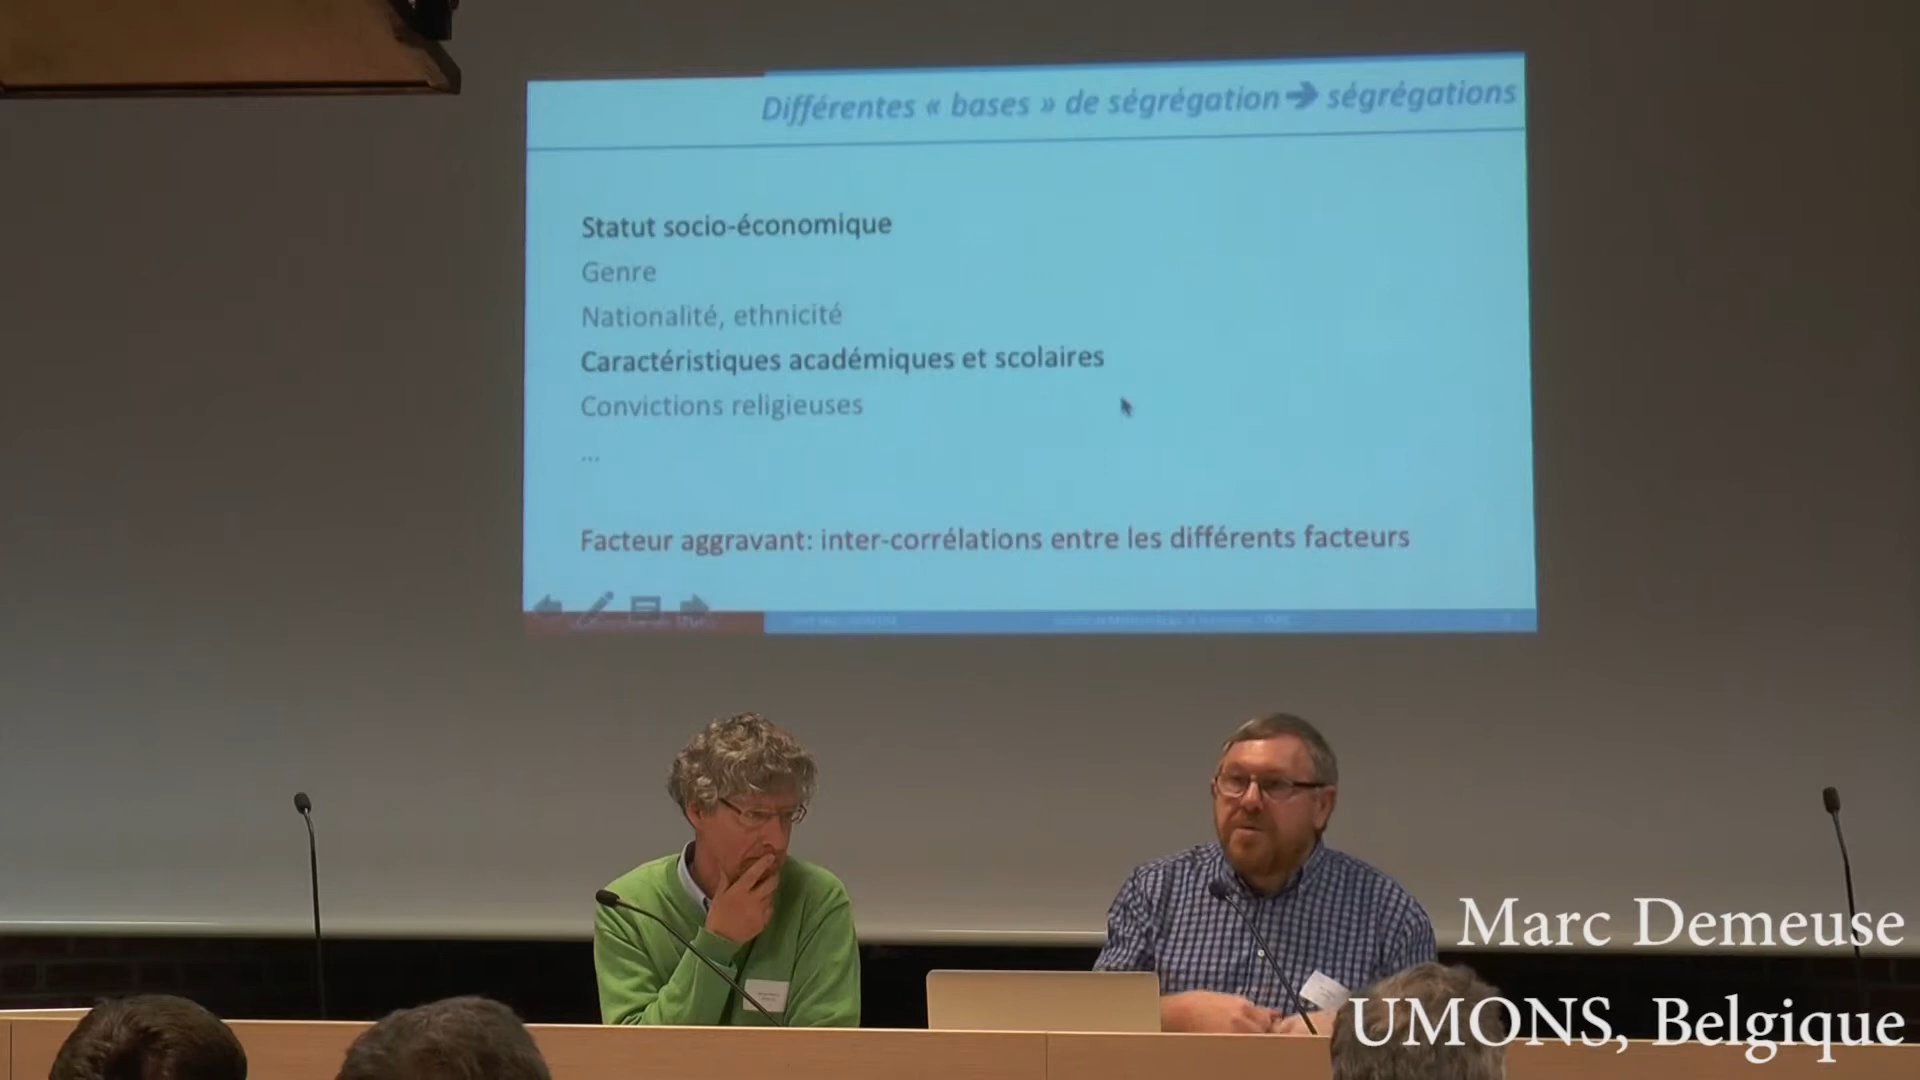 Différentes « bases » de ségrégation ➔ ségrégations
Statut socio-économique
Genre
Nationalité, ethnicité
Caractéristiques académiques et scolaires
Convictions religieuses
...
Facteur aggravant: inter-corrélations entre les différents facteurs
Marc Demeuse
UMONS, Belgique